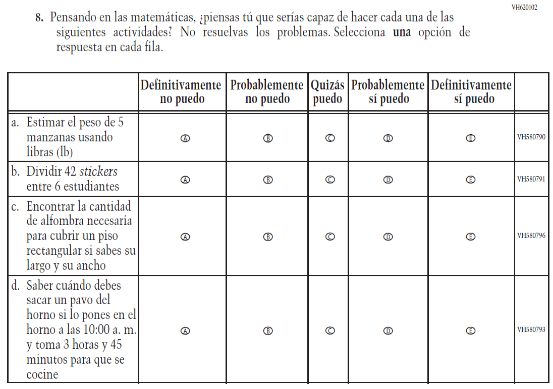 VH620102
8. Pensando en las matemáticas, ¿piensas tú que serías capaz de hacer cada una de las
siguientes actividades? No resuelvas los problemas. Selecciona una opción de
respuesta en cada fila.
Definitivamente no puedo Probablemente no puedo Quizás puedo Probablemente sí puedo Definitivamente sí puedo
a. Estimar el peso de 5
manzanas usando
libras (lb)
A B C D E VH580790
b. Dividir 42 stickers
entre 6 estudiantes
A B C D E VH580791
c. Encontrar la cantidad
de alfombra necesaria
para cubrir un piso
rectangular si sabes su
largo y su ancho
A B C D E VH580796
d. Saber cuándo debes
sacar un pavo del
horno si lo pones en el
horno a las 10:00 a. m.
y toma 3 horas y 45
minutos para que se
cocine
A B C D E VH580793